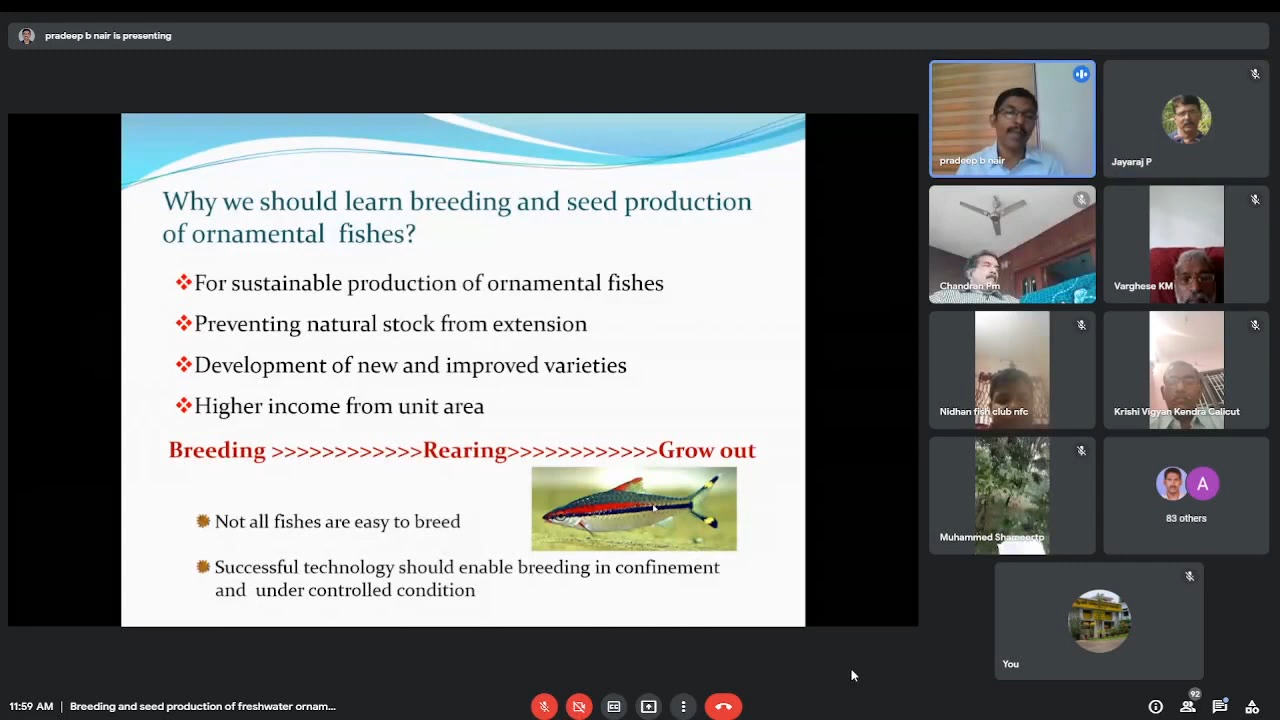 pradeep b nair is presenting
Why we should learn breeding and seed production
of ornamental fishes?
For sustainable production of ornamental fishes
Preventing natural stock from extension
Development of new and improved varieties
Higher income from unit area
Breeding >>>>>>>>>>>>Rearing>>>>>>>>>>>>Grow out
Not all fishes are easy to breed
Successful technology should enable breeding in confinement
and under controlled condition
pradeep b nair
Jayaraj P
Chandran Pm
Varghese KM
Nidhan fish club nfc
Krishi Vigyan Kendra Calicut
Muhammed Shameertp
A
83 others
You
11:59 AM | Breeding and seed production of freshwater ornam...
92